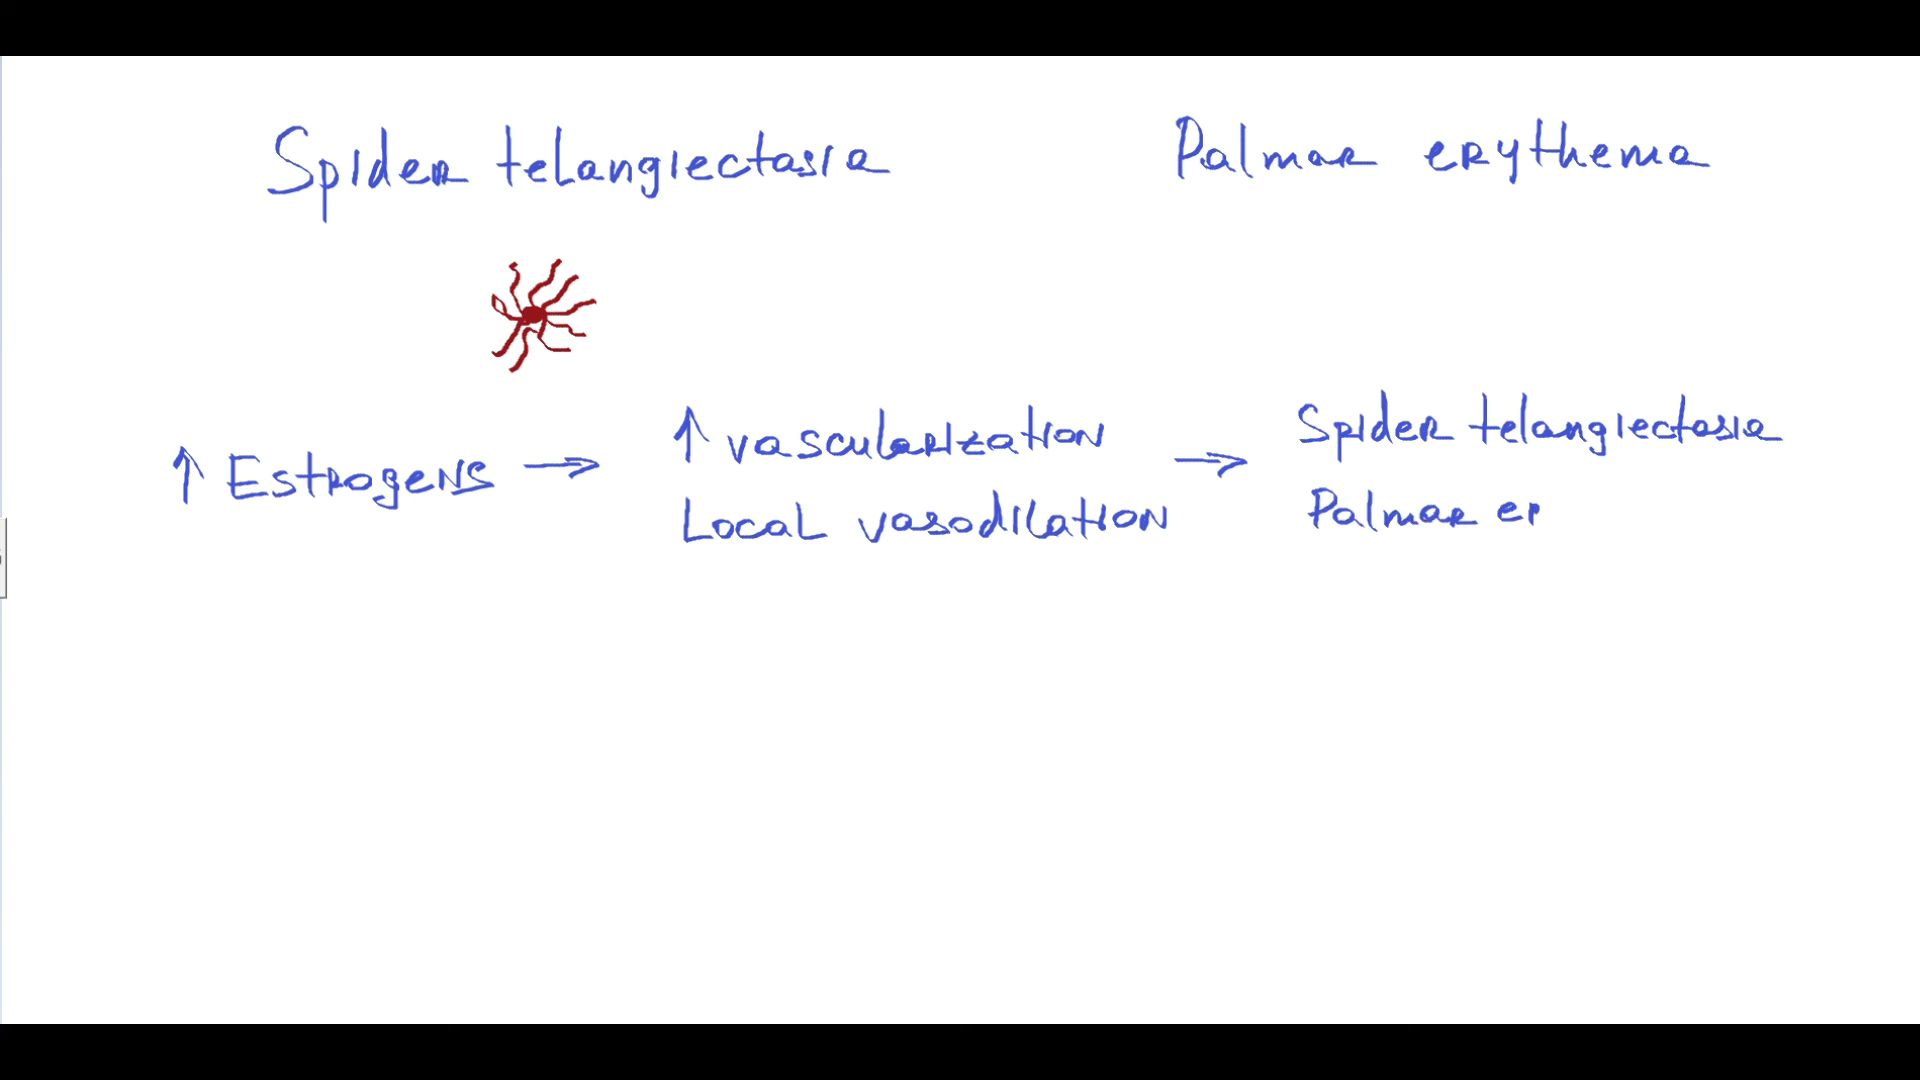 Spider telangiectasia
Palmar erythema
↑ Estrogens →
↑ vascularization
Local vasodilation
→
Spider telangiectasia
Palmar er